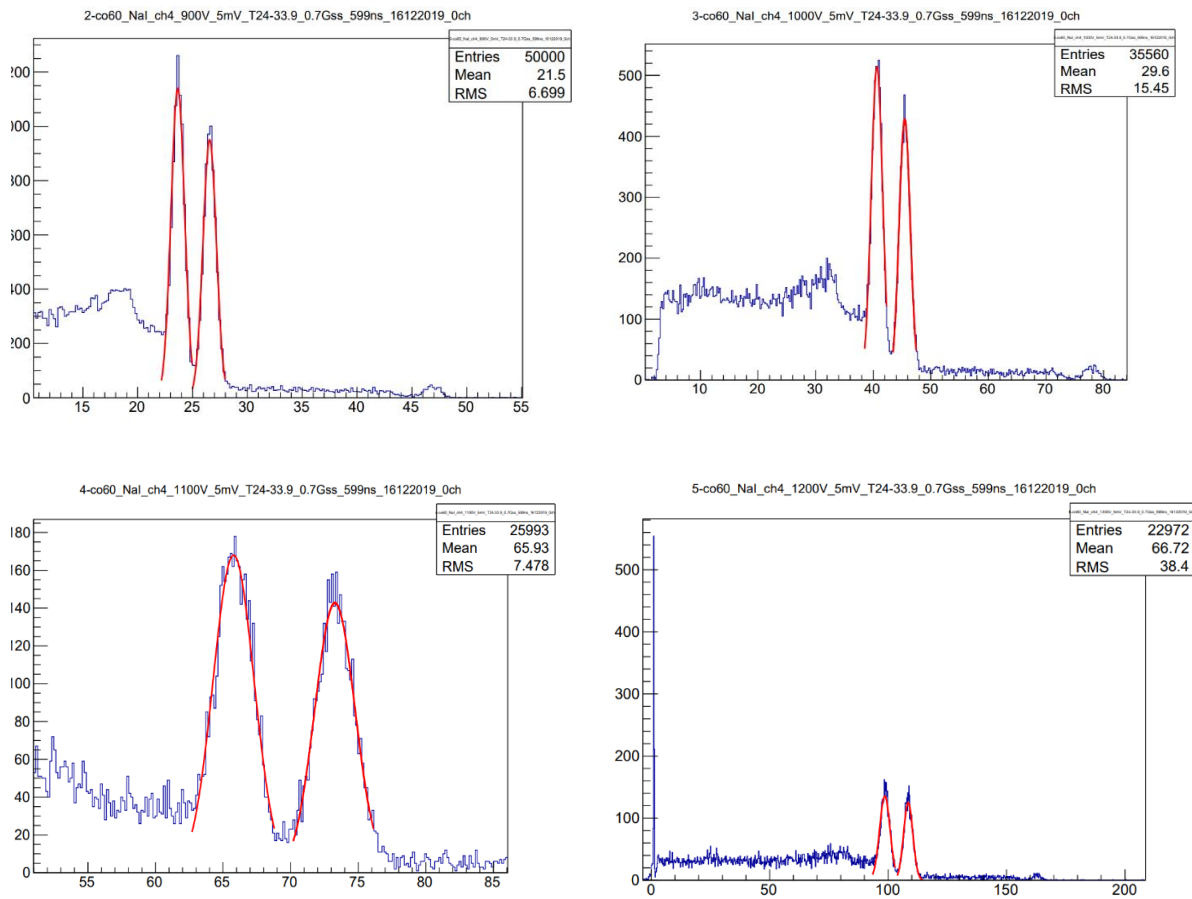 2-co60_NaI_ch4_900V_5mV_T24-33.9_0.7Gss_599ns_16122019_0ch
Entries 50000
Mean 21.5
RMS 6.699
200
000
800
600
400
200
0
15 20 25 30 35 40 45 50 55
3-co60_NaI_ch4_1000V_5mV_T24-33.9_0.7Gss_599ns_16122019_0ch
Entries 35560
Mean 29.6
RMS 15.45
500
400
300
200
100
0
10 20 30 40 50 60 70 80
4-co60_NaI_ch4_1100V_5mV_T24-33.9_0.7Gss_599ns_16122019_0ch
Entries 25993
Mean 65.93
RMS 7.478
180
160
140
120
100
80
60
40
20
0
55 60 65 70 75 80 85
5-co60_NaI_ch4_1200V_5mV_T24-33.9_0.7Gss_599ns_16122019_0ch
Entries 22972
Mean 66.72
RMS 38.4
500
400
300
200
100
0
0 50 100 150 200